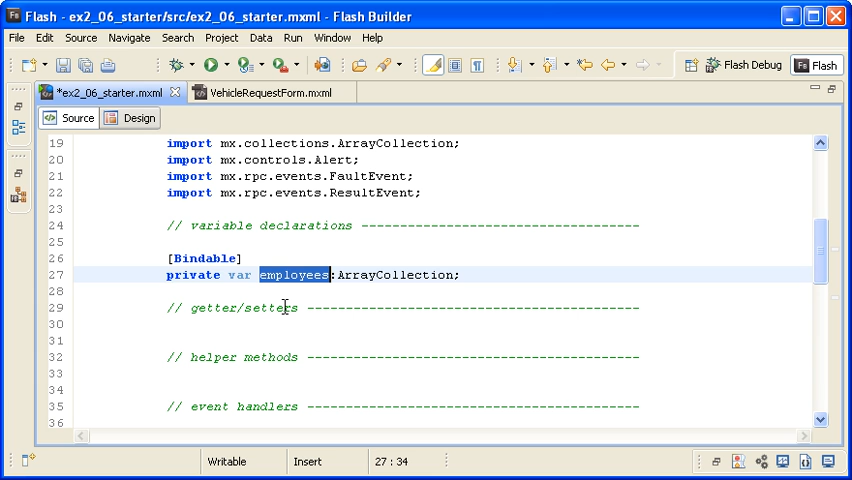 Fb Flash - ex2_06_starter/src/ex2_06_starter.mxml - Flash Builder
File Edit Source Navigate Search Project Data Run Window Help
Flash Debug Fb Flash
*ex2_06_starter.mxml VehicleRequestForm.mxml
Source Design
19 import mx.collections.ArrayCollection;
20 import mx.controls.Alert;
21 import mx.rpc.events.FaultEvent;
22 import mx.rpc.events.ResultEvent;
23
24 // variable declarations ------------------------------------
25
26 [Bindable]
27 private var employees:ArrayCollection;
28
29 // getter/setters -------------------------------------------
30
31
32 // helper methods -------------------------------------------
33
34
35 // event handlers -------------------------------------------
36
Writable Insert 27 : 34